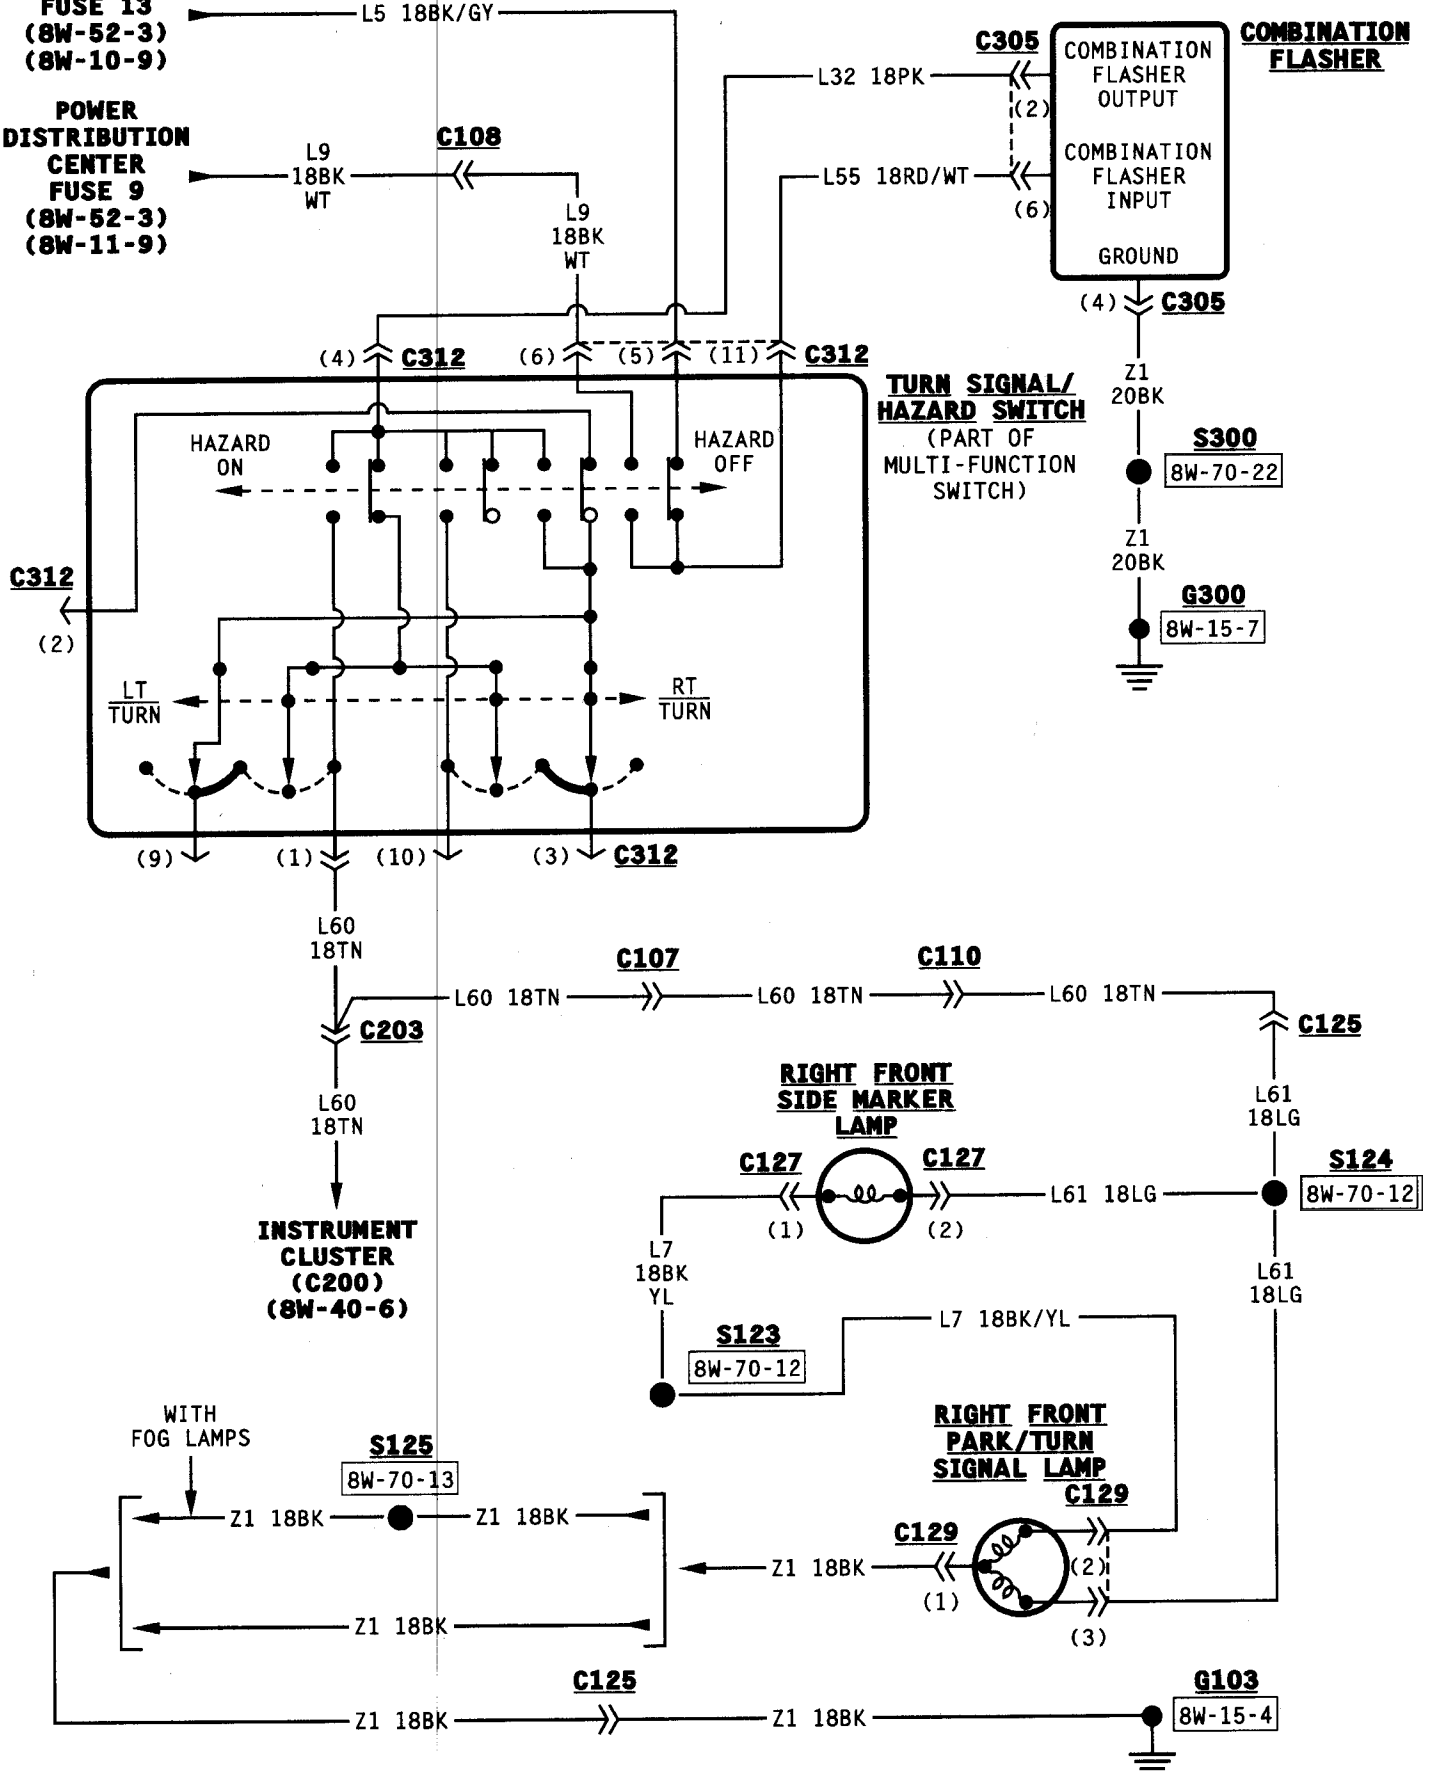 FUSE 13
(8W-52-3)
(8W-10-9)
L5 18BK/GY
COMBINATION
FLASHER
C305
COMBINATION
FLASHER
OUTPUT
L32 18PK
(2)
POWER
DISTRIBUTION
CENTER
FUSE 9
(8W-52-3)
(8W-11-9)
C108
L9
18BK
WT
COMBINATION
FLASHER
INPUT
L55 18RD/WT
(6)
L9
18BK
WT
GROUND
(4)
C305
(4)
C312
(6)
(5)
(11)
C312
Z1
20BK
TURN SIGNAL/
HAZARD SWITCH
(PART OF
MULTI-FUNCTION
SWITCH)
HAZARD
ON
HAZARD
OFF
S300
8W-70-22
Z1
20BK
C312
(2)
G300
8W-15-7
LT
TURN
RT
TURN
(9)
(1)
(10)
(3)
C312
L60
18TN
C107
C110
L60 18TN
L60 18TN
L60 18TN
C203
C125
L60
18TN
RIGHT FRONT
SIDE MARKER
LAMP
L61
18LG
C127
C127
S124
8W-70-12
L61 18LG
(1)
(2)
INSTRUMENT
CLUSTER
(C200)
(8W-40-6)
L7
18BK
YL
L61
18LG
S123
8W-70-12
L7 18BK/YL
WITH
FOG LAMPS
S125
8W-70-13
RIGHT FRONT
PARK/TURN
SIGNAL LAMP
C129
Z1 18BK
Z1 18BK
C129
Z1 18BK
(2)
(1)
Z1 18BK
(3)
C125
G103
8W-15-4
Z1 18BK
Z1 18BK